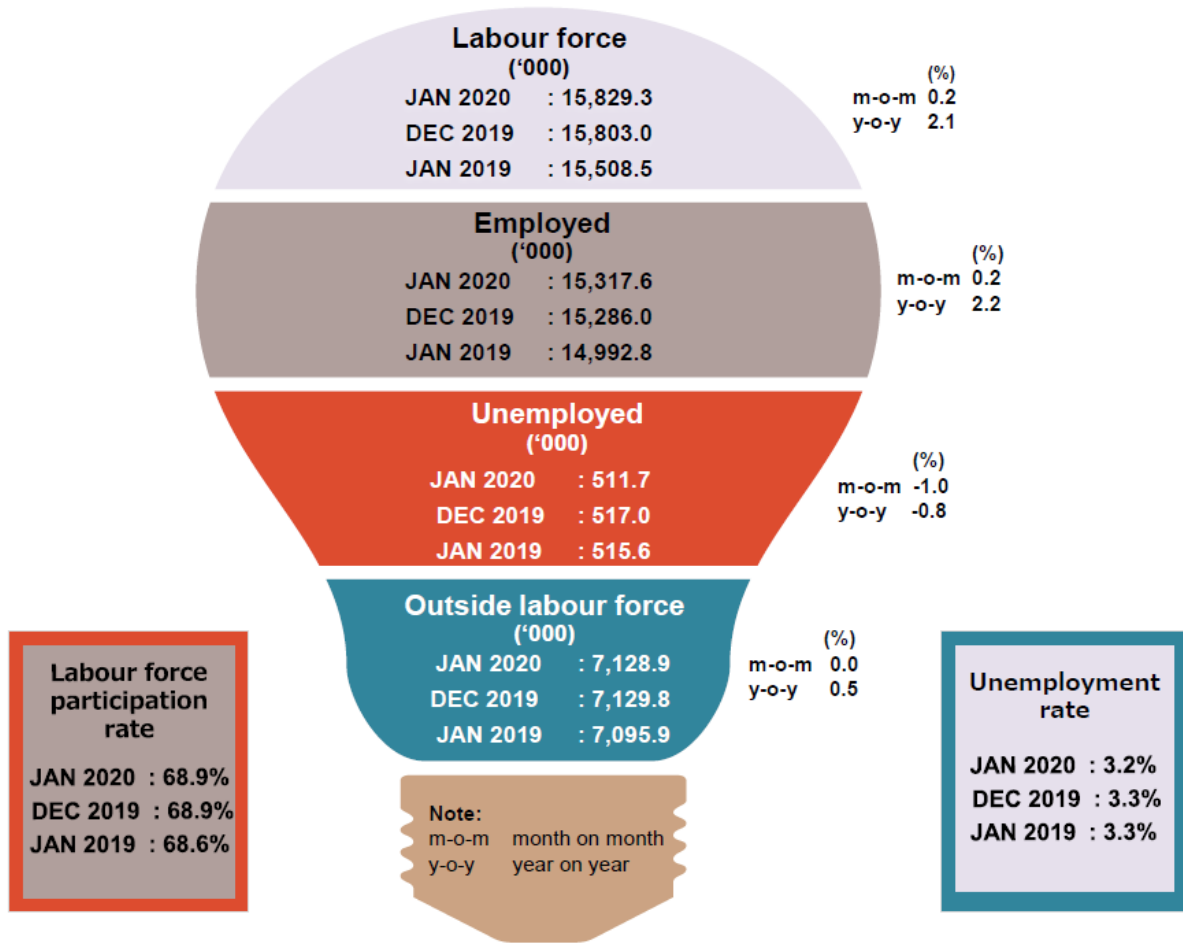 Labour force
(‘000)
JAN 2020 : 15,829.3
DEC 2019 : 15,803.0
JAN 2019 : 15,508.5
(%)
m-o-m 0.2
y-o-y 2.1
Employed
(‘000)
JAN 2020 : 15,317.6
DEC 2019 : 15,286.0
JAN 2019 : 14,992.8
(%)
m-o-m 0.2
y-o-y 2.2
Unemployed
(‘000)
JAN 2020 : 511.7
DEC 2019 : 517.0
JAN 2019 : 515.6
(%)
m-o-m -1.0
y-o-y -0.8
Outside labour force
(‘000)
JAN 2020 : 7,128.9
DEC 2019 : 7,129.8
JAN 2019 : 7,095.9
(%)
m-o-m 0.0
y-o-y 0.5
Labour force
participation
rate
JAN 2020 : 68.9%
DEC 2019 : 68.9%
JAN 2019 : 68.6%
Unemployment
rate
JAN 2020 : 3.2%
DEC 2019 : 3.3%
JAN 2019 : 3.3%
Note:
m-o-m month on month
y-o-y year on year